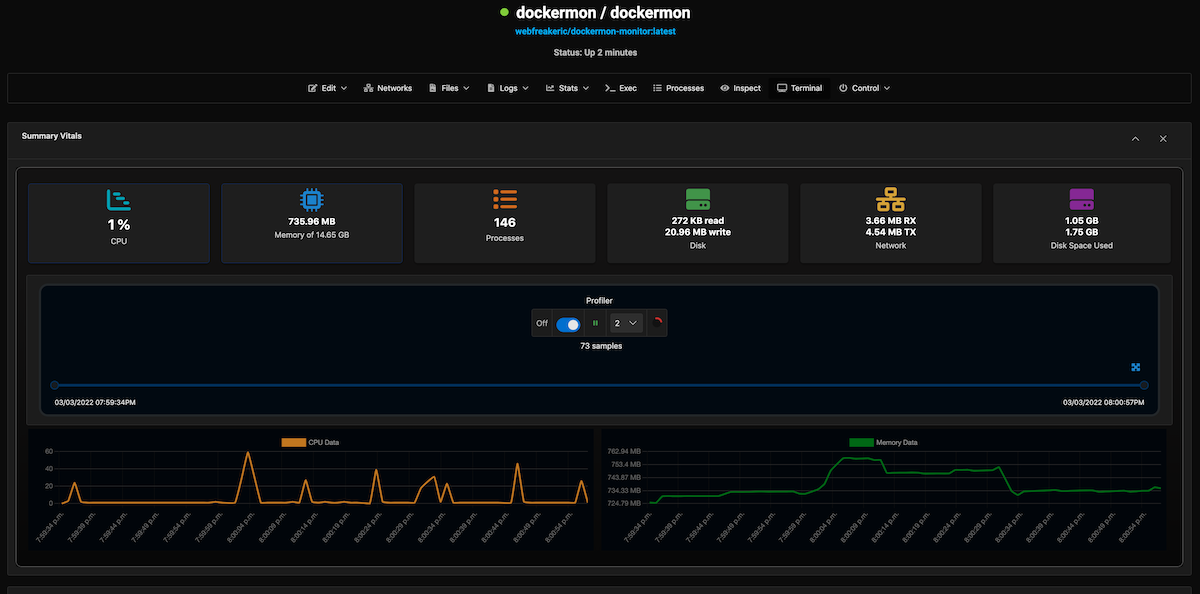 dockermon / dockermon
webfreakeric/dockermon-monitor:latest
Status: Up 2 minutes
Edit Networks Files Logs Stats Exec Processes Inspect Terminal Control
Summary Vitals
1 %
CPU
735.96 MB
Memory of 14.65 GB
146
Processes
272 KB read
20.96 MB write
Disk
3.66 MB RX
4.54 MB TX
Network
1.05 GB
1.75 GB
Disk Space Used
Profiler
Off 2
73 samples
03/03/2022 07:59:34PM 03/03/2022 08:00:57PM
CPU Data
60
40
20
0
7:59:34 p.m. 7:59:39 p.m. 7:59:44 p.m. 7:59:49 p.m. 7:59:54 p.m. 7:59:59 p.m. 8:00:04 p.m. 8:00:09 p.m. 8:00:14 p.m. 8:00:19 p.m. 8:00:24 p.m. 8:00:29 p.m. 8:00:34 p.m. 8:00:39 p.m. 8:00:44 p.m. 8:00:49 p.m. 8:00:54 p.m.
Memory Data
762.94 MB
753.4 MB
743.87 MB
734.33 MB
724.79 MB
7:59:34 p.m. 7:59:39 p.m. 7:59:44 p.m. 7:59:49 p.m. 7:59:54 p.m. 7:59:59 p.m. 8:00:04 p.m. 8:00:09 p.m. 8:00:14 p.m. 8:00:19 p.m. 8:00:24 p.m. 8:00:29 p.m. 8:00:34 p.m. 8:00:39 p.m. 8:00:44 p.m. 8:00:49 p.m. 8:00:54 p.m.